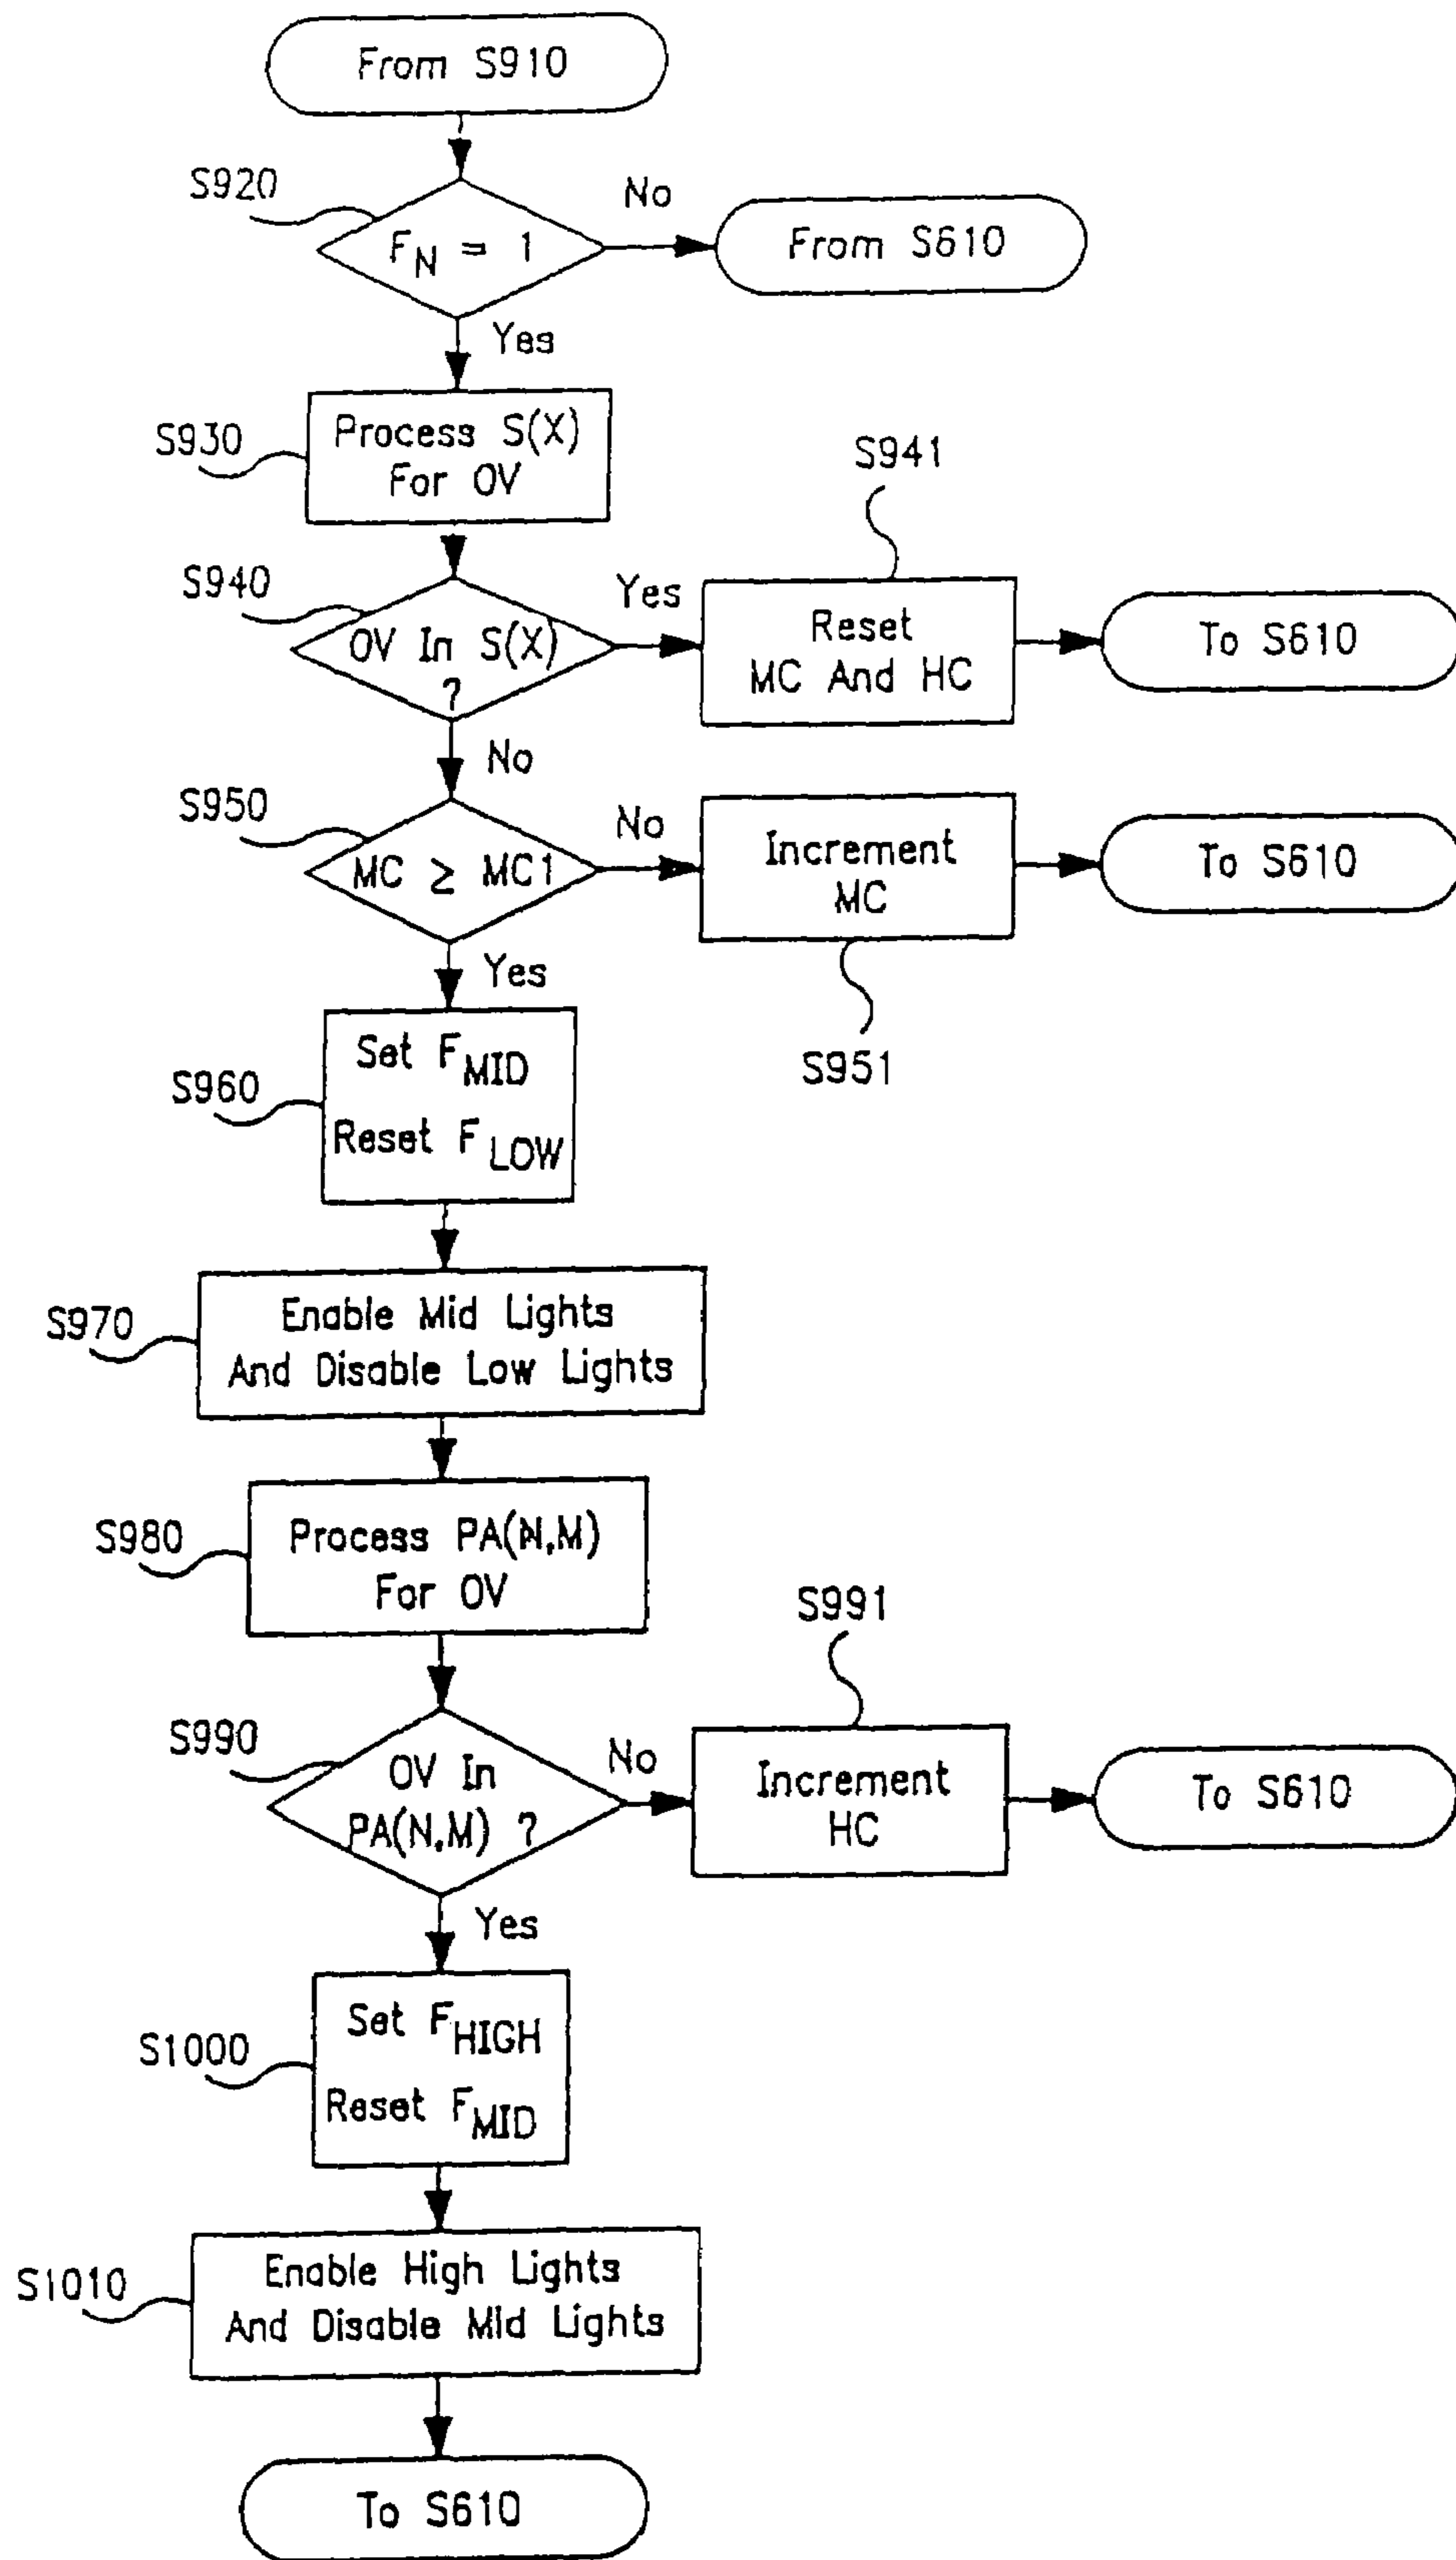 From S910
S920
F_N = 1
No
From S610
Yes
S930
Process S(X)
For OV
S940
OV In S(X)
?
Yes
S941
Reset
MC And HC
To S610
No
S950
MC ≥ MC1
No
Increment
MC
S951
To S610
Yes
S960
Set F_MID
Reset F_LOW
S970
Enable Mid Lights
And Disable Low Lights
S980
Process PA(N,M)
For OV
S990
OV In
PA(N,M) ?
No
S991
Increment
HC
To S610
Yes
S1000
Set F_HIGH
Reset F_MID
S1010
Enable High Lights
And Disable Mid Lights
To S610